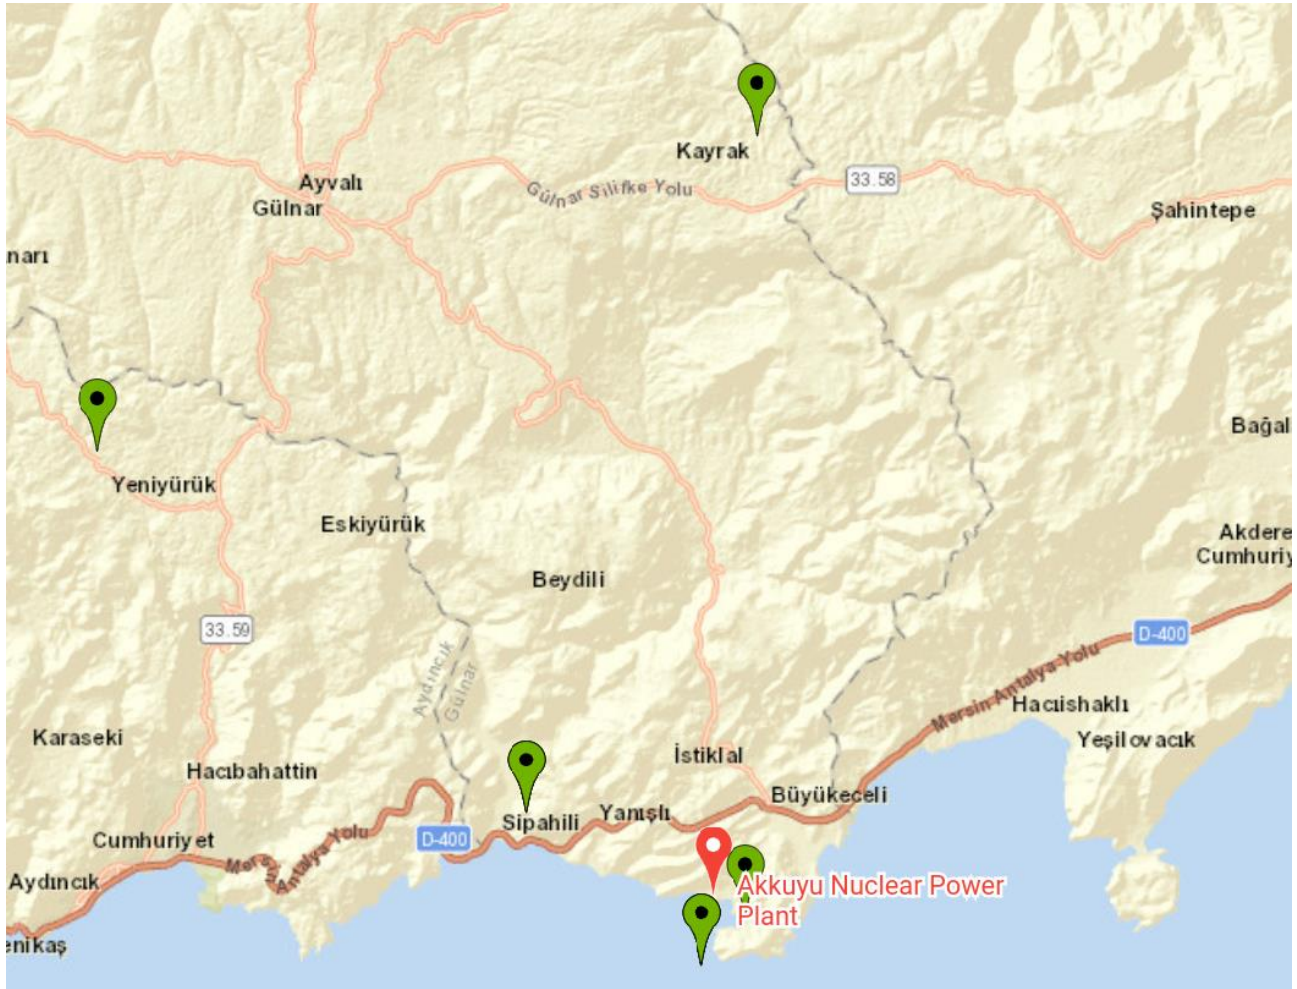 Kayrak
33.58
Ayvalı
Gülnar Silifke Yolu
Gülnar
Şahintepe
narı
Bağal
Yeniyürük
Eskiyürük
Akdere
Cumhuriy
Beydili
33.59
D-400
Aydıncık
Gülnar
Mersin Antalya Yolu
Hacıishaklı
Karaseki
Yeşilovacık
İstiklal
Hacıbahattin
Büyükeceli
Yanışlı
Sipahili
Cumhuriyet
D-400
Mersin Antalya Yolu
Aydıncık
Akkuyu Nuclear Power
Plant
enikaş